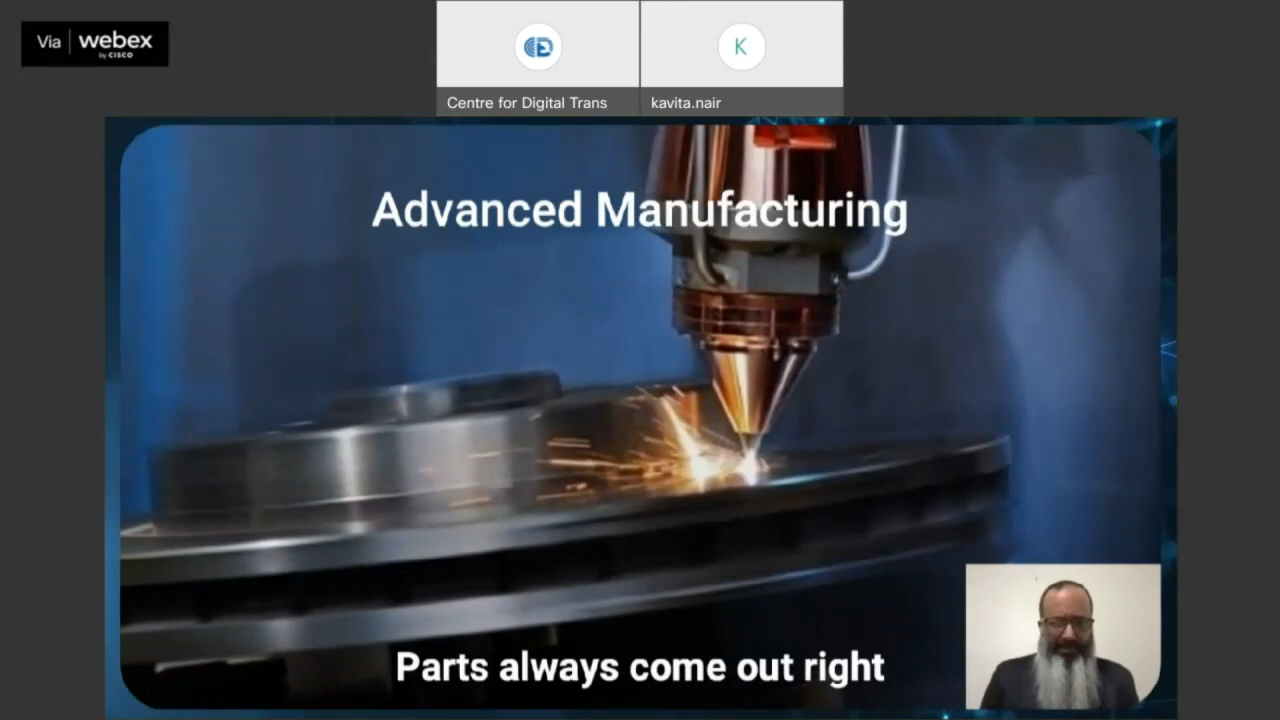 Via webex
by CISCO
Centre for Digital Trans
K
kavita.nair
Advanced Manufacturing
Parts always come out right